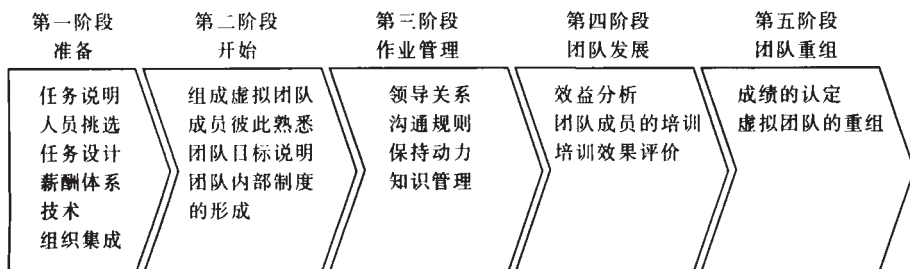 第一阶段
准备
第二阶段
开始
第三阶段
作业管理
第四阶段
团队发展
第五阶段
团队重组
任务说明
人员挑选
任务设计
薪酬体系
技术
组织集成
组成虚拟团队
成员彼此熟悉
团队目标说明
团队内部制度
的形成
领导关系
沟通规则
保持动力
知识管理
效益分析
团队成员的培训
培训效果评价
成绩的认定
虚拟团队的重组